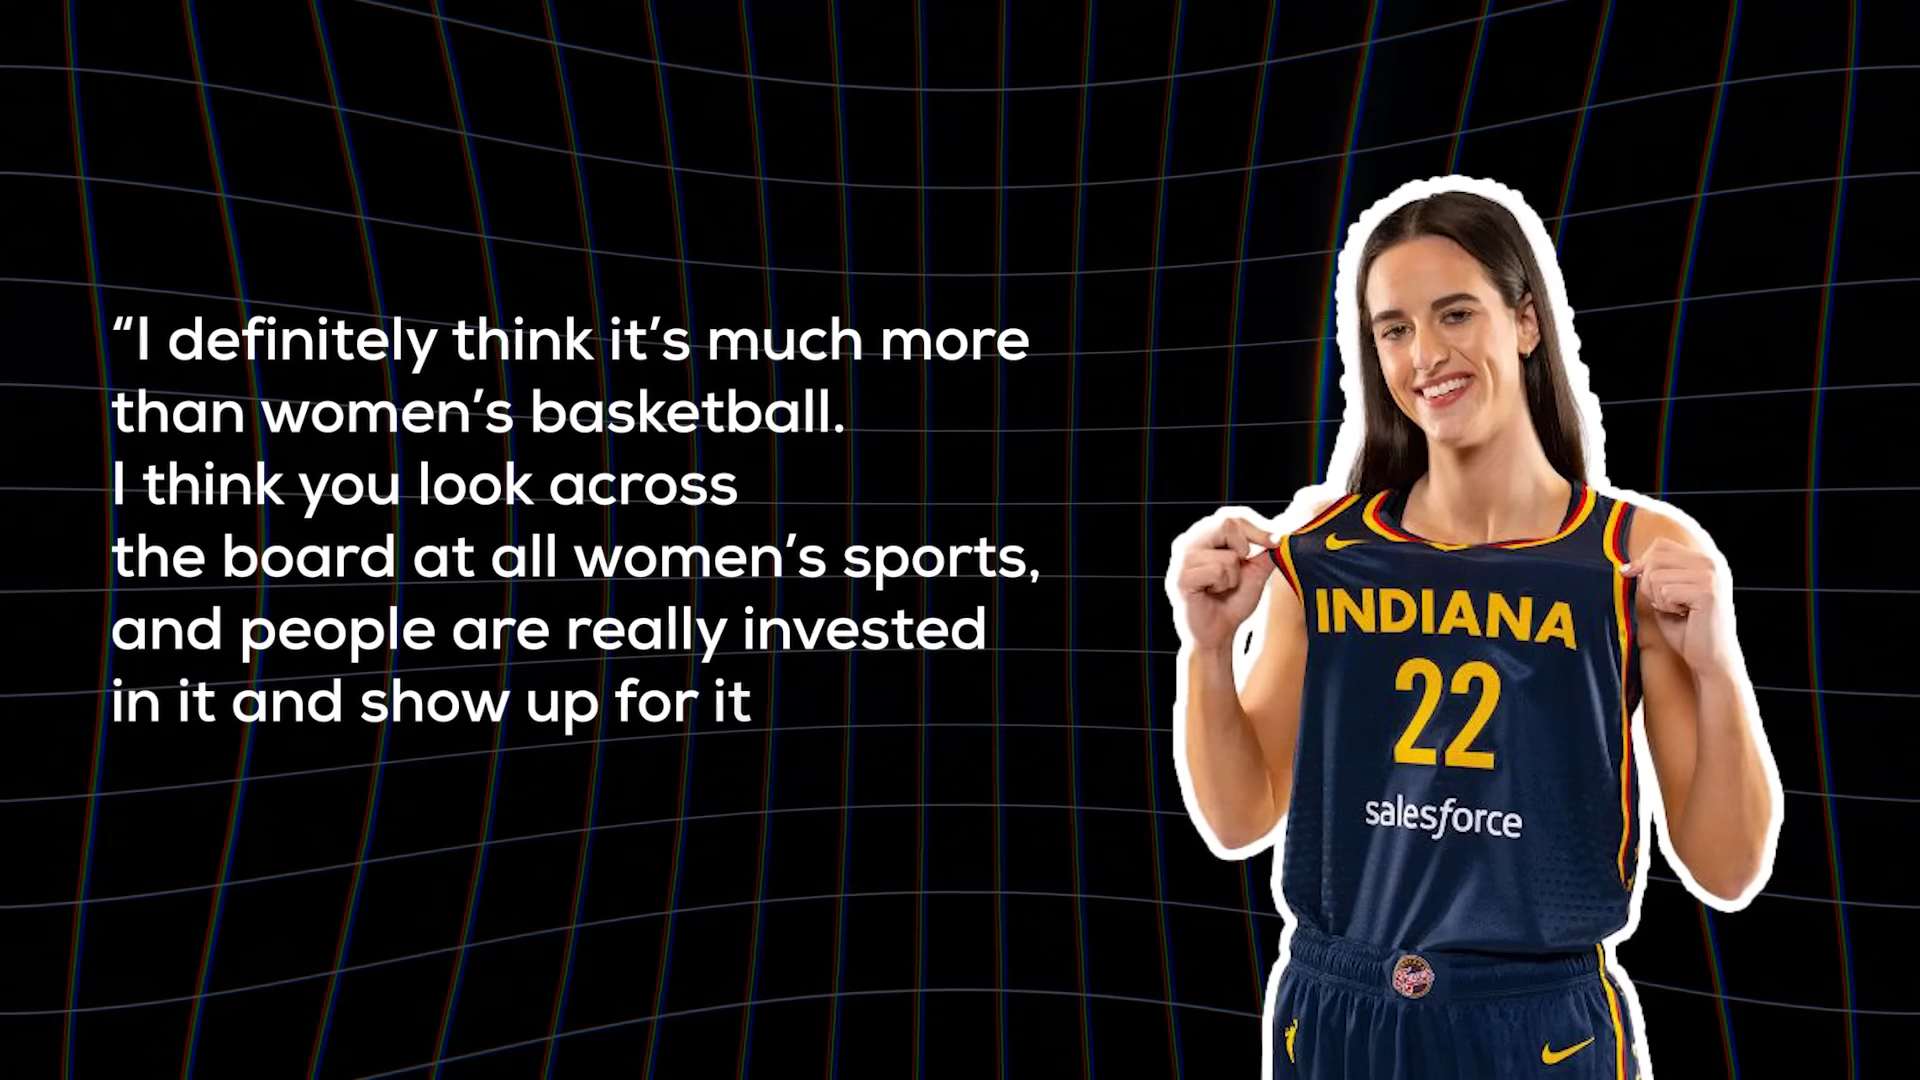 “I definitely think it’s much more
than women’s basketball.
I think you look across
the board at all women’s sports,
and people are really invested
in it and show up for it
INDIANA
22
salesforce